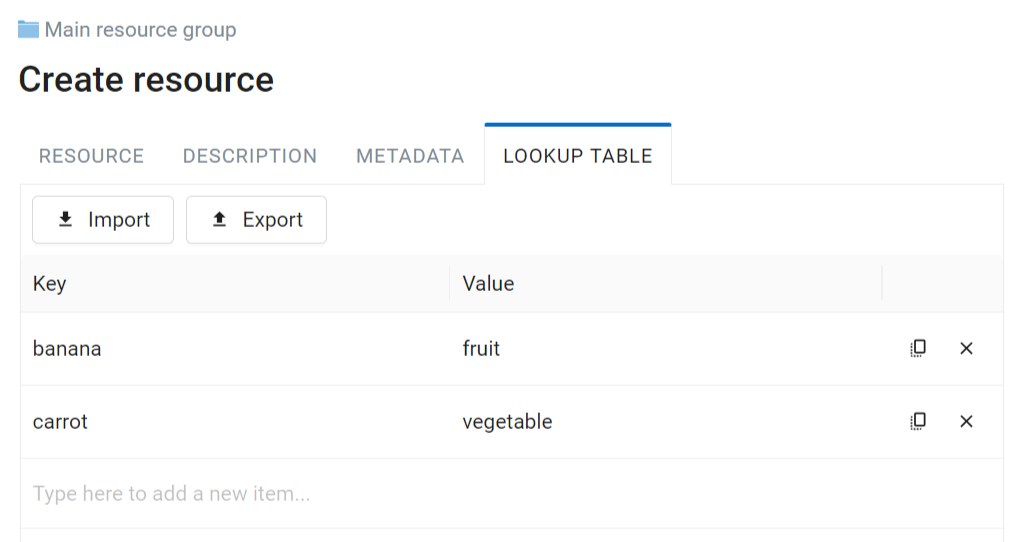 Main resource group
Create resource
RESOURCE DESCRIPTION METADATA LOOKUP TABLE
Import Export
Key Value
banana fruit
carrot vegetable
Type here to add a new item...